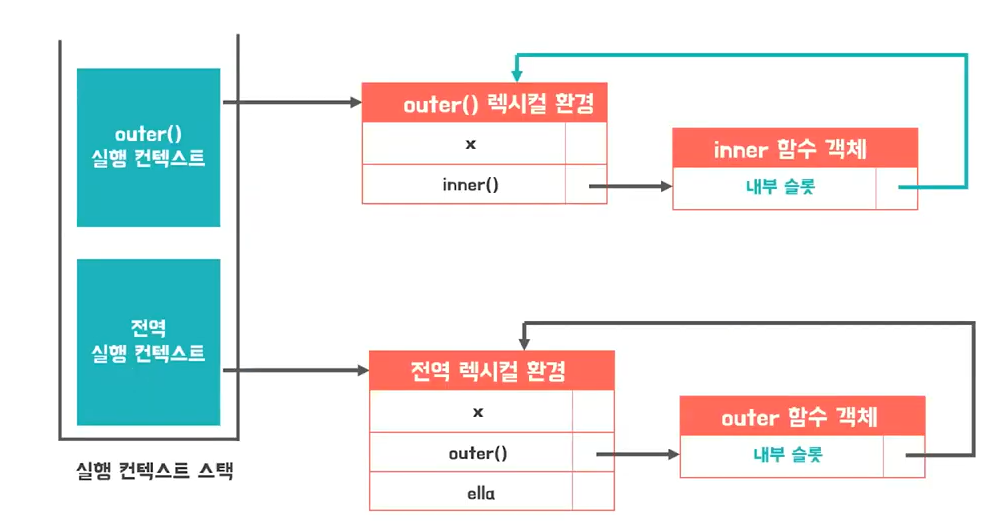 outer()
실행 컨텍스트
전역
실행 컨텍스트
실행 컨텍스트 스택
outer() 렉시컬 환경
x
inner()
inner 함수 객체
내부 슬롯
전역 렉시컬 환경
x
outer()
ella
outer 함수 객체
내부 슬롯